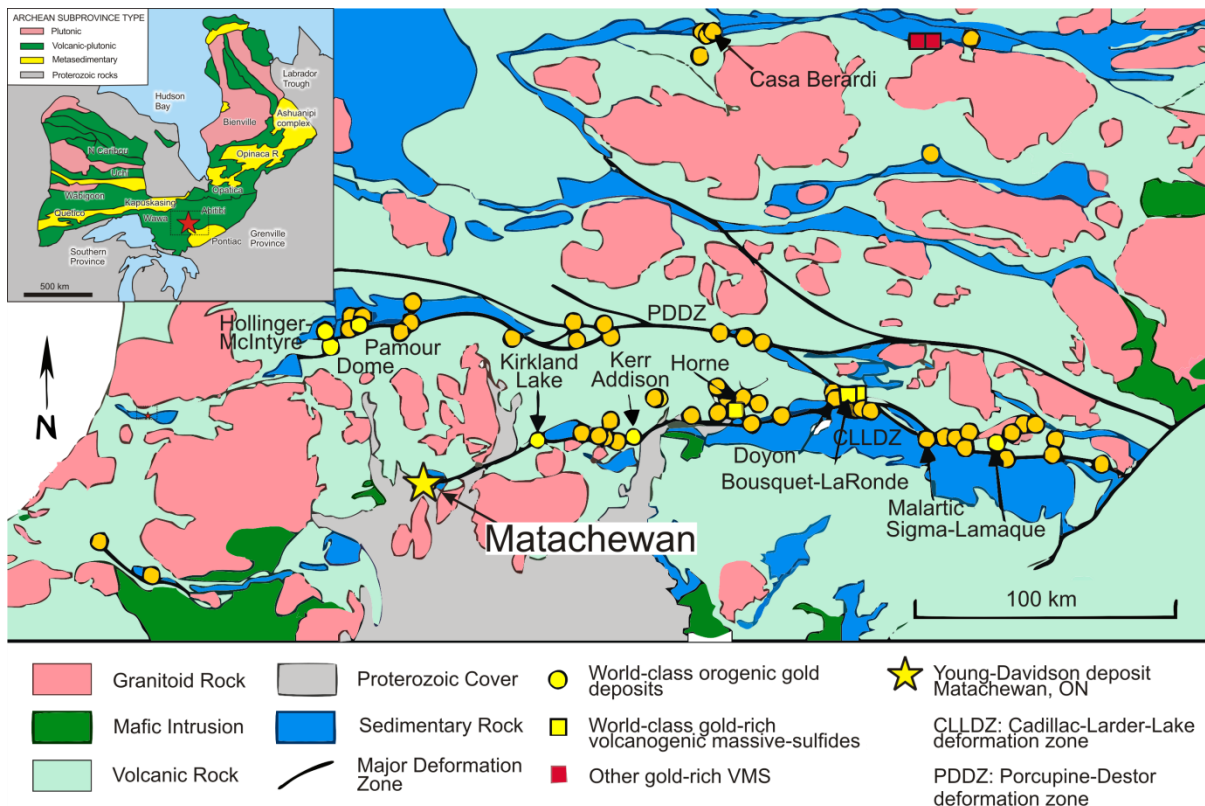 ARCHEAN SUBPROVINCE TYPE
Plutonic
Volcanic-plutonic
Metasedimentary
Proterozoic rocks
Hudson
Bay
Labrador
Trough
Bienville
Ashuanipi
complex
N Caribou
Opinaca R
Uchi
Opatica
Wabigoon
Kapuskasing
Quetico
Wawa
Abitibi
Pontiac
Grenville
Province
Southern
Province
500 km
Casa Berardi
N
Hollinger-
McIntyre
Dome
Pamour
Kirkland
Lake
Kerr
Addison
PDDZ
Horne
CLLDZ
Doyon
Bousquet-LaRonde
Malartic
Sigma-Lamaque
Matachewan
100 km
Granitoid Rock
Mafic Intrusion
Volcanic Rock
Proterozoic Cover
Sedimentary Rock
Major Deformation
Zone
World-class orogenic gold
deposits
World-class gold-rich
volcanogenic massive-sulfides
Other gold-rich VMS
Young-Davidson deposit
Matachewan, ON
CLLDZ: Cadillac-Larder-Lake
deformation zone
PDDZ: Porcupine-Destor
deformation zone